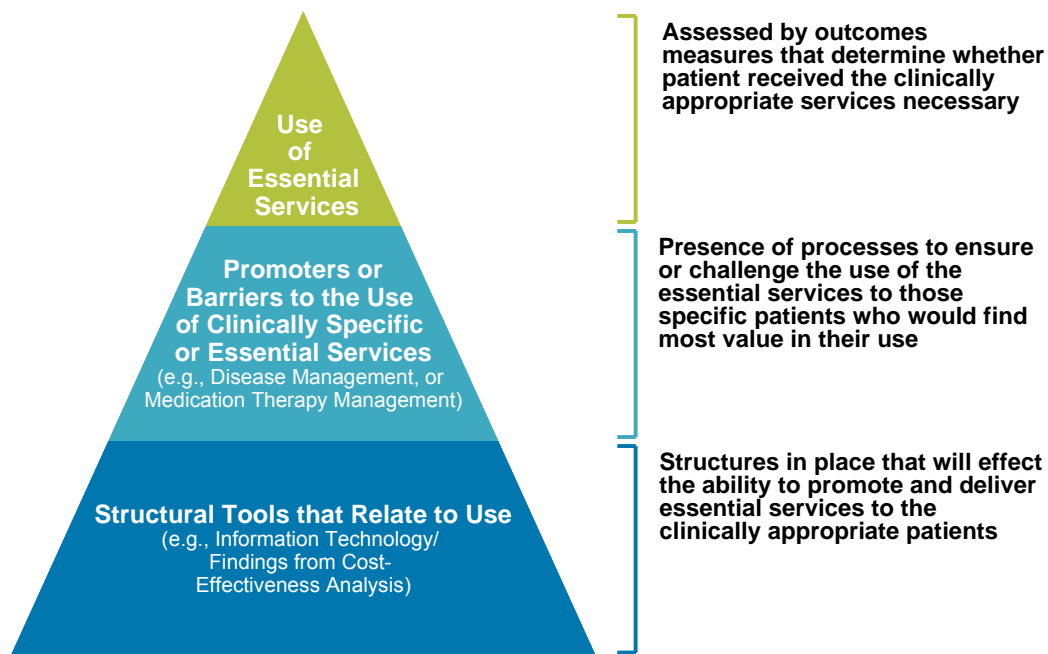 Use
of
Essential
Services
Assessed by outcomes
measures that determine whether
patient received the clinically
appropriate services necessary
Promoters or
Barriers to the Use
of Clinically Specific
or Essential Services
(e.g., Disease Management, or
Medication Therapy Management)
Presence of processes to ensure
or challenge the use of the
essential services to those
specific patients who would find
most value in their use
Structural Tools that Relate to Use
(e.g., Information Technology/
Findings from Cost-
Effectiveness Analysis)
Structures in place that will effect
the ability to promote and deliver
essential services to the
clinically appropriate patients